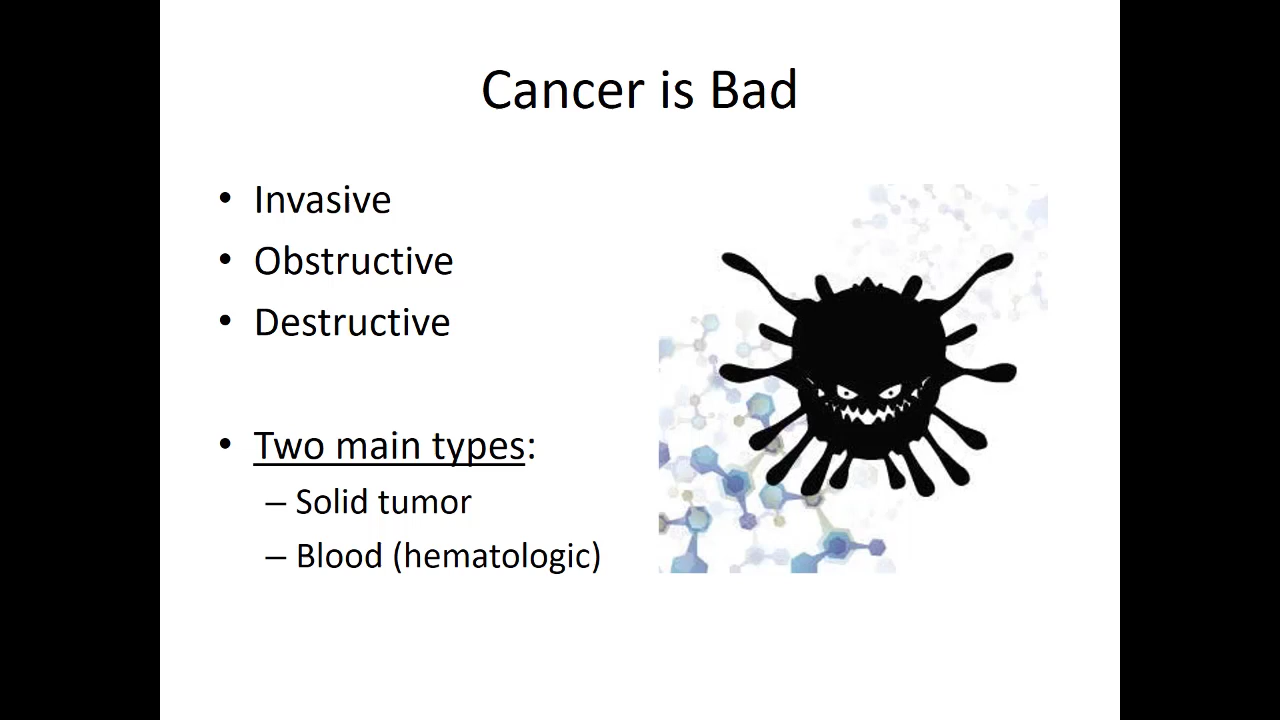 Cancer is Bad
• Invasive
• Obstructive
• Destructive
• Two main types:
– Solid tumor
– Blood (hematologic)